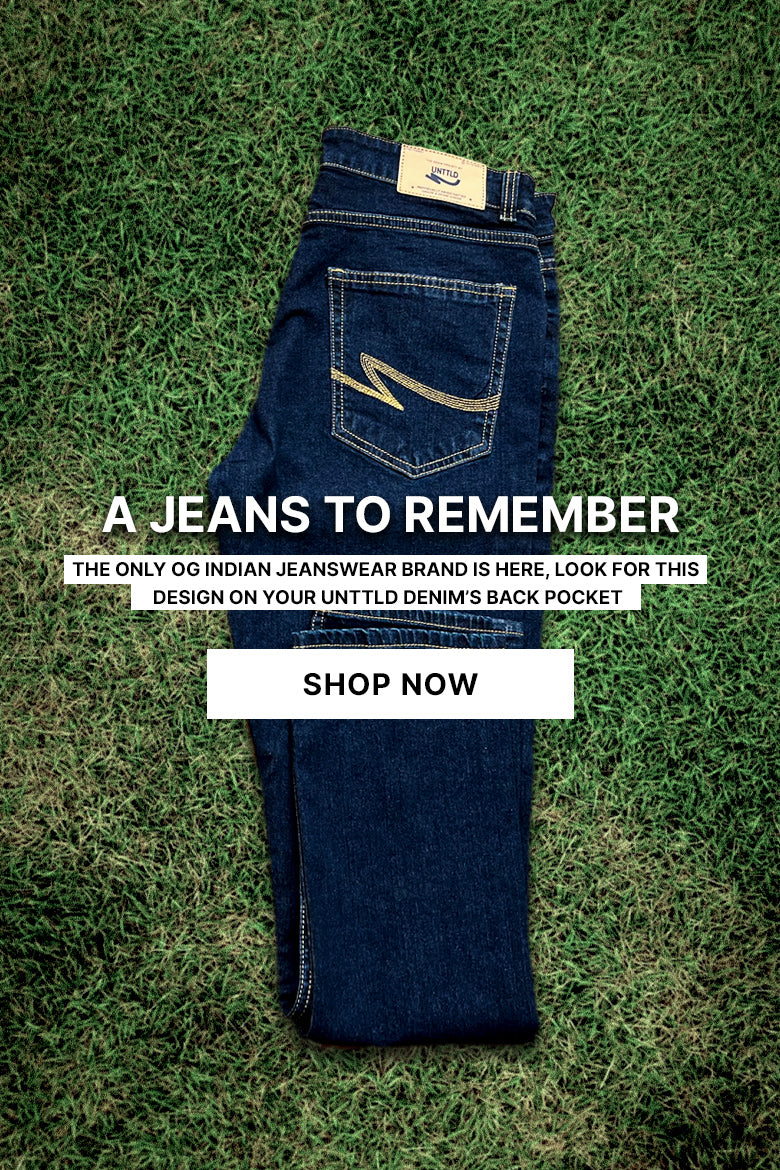 UNTTLD
A JEANS TO REMEMBER
THE ONLY OG INDIAN JEANSWEAR BRAND IS HERE, LOOK FOR THIS
DESIGN ON YOUR UNTTLD DENIM’S BACK POCKET
SHOP NOW